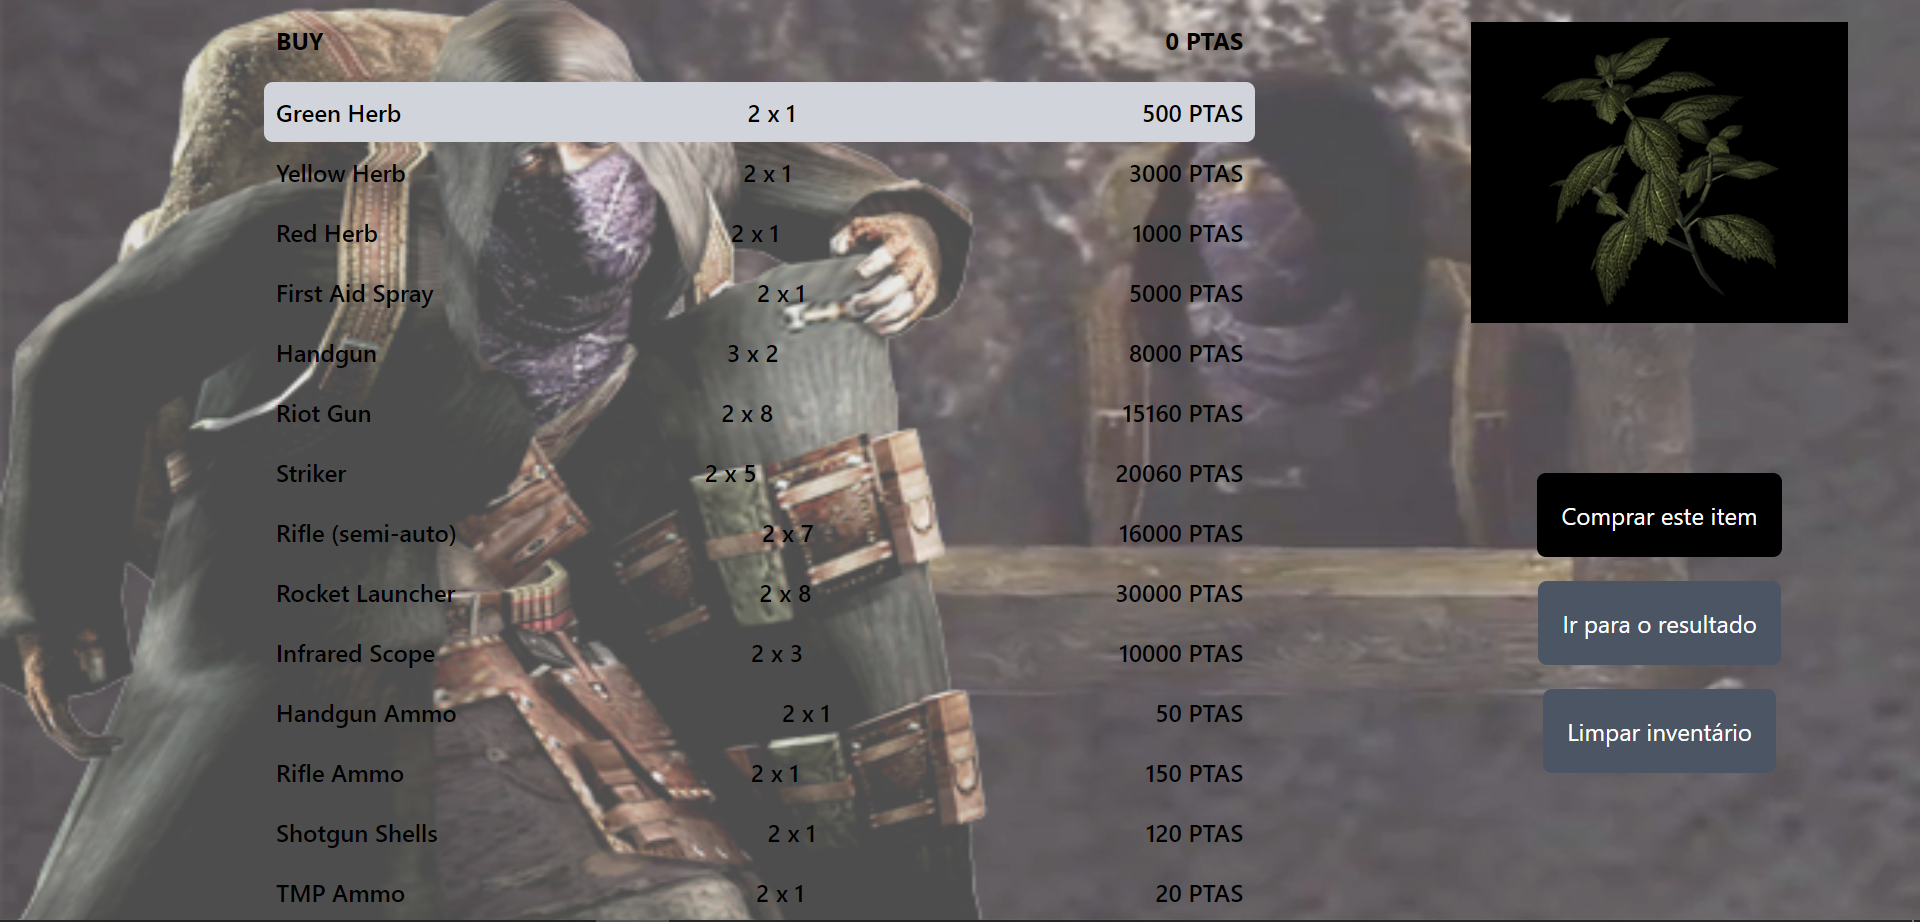 BUY 0 PTAS
Green Herb 2 x 1 500 PTAS
Yellow Herb 2 x 1 3000 PTAS
Red Herb 2 x 1 1000 PTAS
First Aid Spray 2 x 1 5000 PTAS
Handgun 3 x 2 8000 PTAS
Riot Gun 2 x 8 15160 PTAS
Striker 2 x 5 20060 PTAS
Rifle (semi-auto) 2 x 7 16000 PTAS
Rocket Launcher 2 x 8 30000 PTAS
Infrared Scope 2 x 3 10000 PTAS
Handgun Ammo 2 x 1 50 PTAS
Rifle Ammo 2 x 1 150 PTAS
Shotgun Shells 2 x 1 120 PTAS
TMP Ammo 2 x 1 20 PTAS
Comprar este item
Ir para o resultado
Limpar inventário